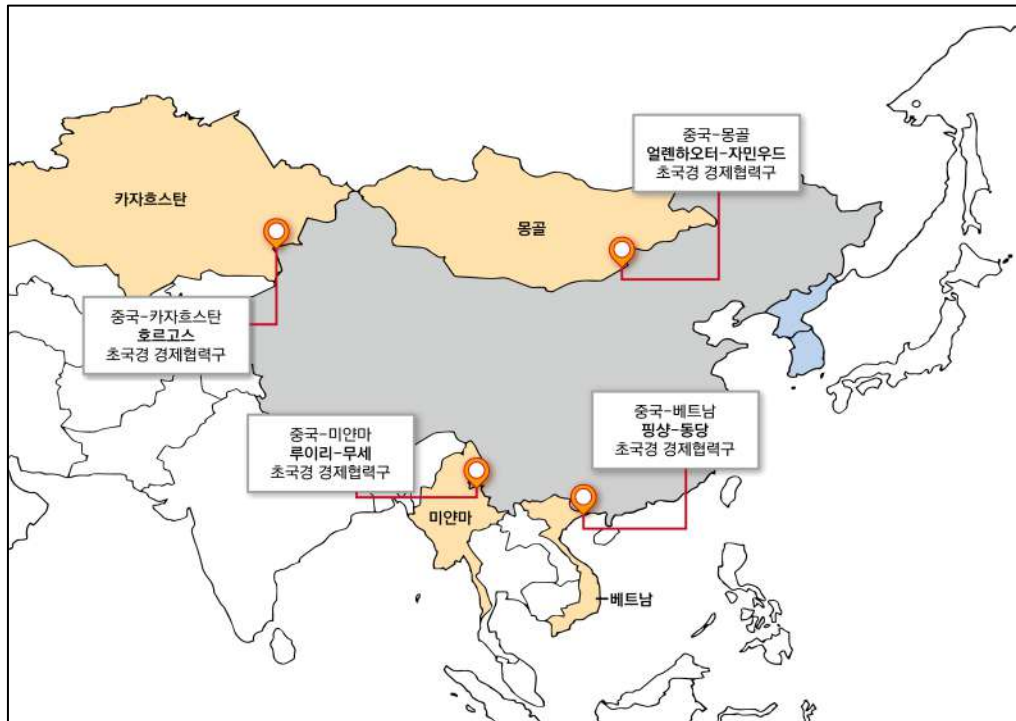 중국-몽골
얼롄하오터-자민우드
초국경 경제협력구
카자흐스탄
몽골
중국-카자흐스탄
호르고스
초국경 경제협력구
중국-베트남
핑샹-동당
초국경 경제협력구
중국-미얀마
루이리-무세
초국경 경제협력구
미얀마
베트남